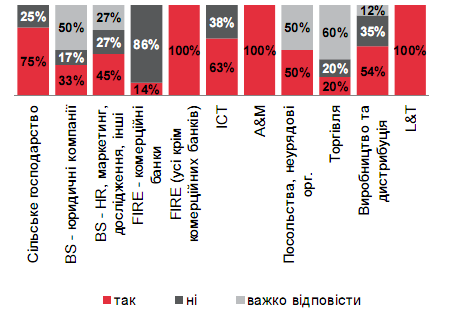 25%
75%
50%
17%
33%
27%
27%
45%
86%
14%
100%
38%
63%
100%
50%
50%
60%
20%
20%
12%
35%
54%
100%
Сільське господарство
BS - юридичні компанії
BS - HR, маркетинг,
дослідження, інші
FIRE - комерційні
банки
FIRE (усі крім
комерційних банків)
ICT
A&M
Посольства, неурядові
орг.
Торгівля
Виробництво та
дистрибуція
L&T
так ні важко відповісти